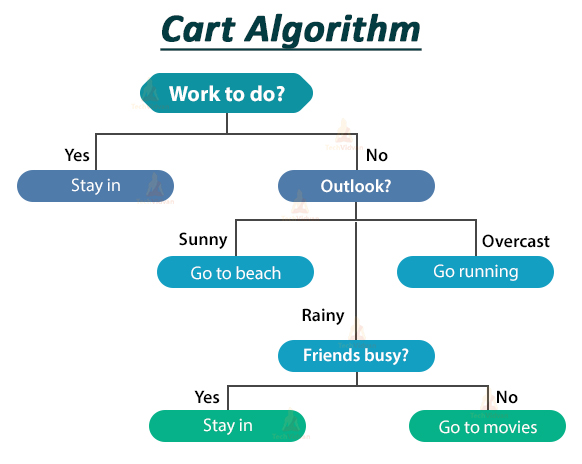 Cart Algorithm
Work to do?
Yes
No
Stay in
Outlook?
Sunny
Overcast
Go to beach
Go running
Rainy
Friends busy?
Yes
No
Stay in
Go to movies